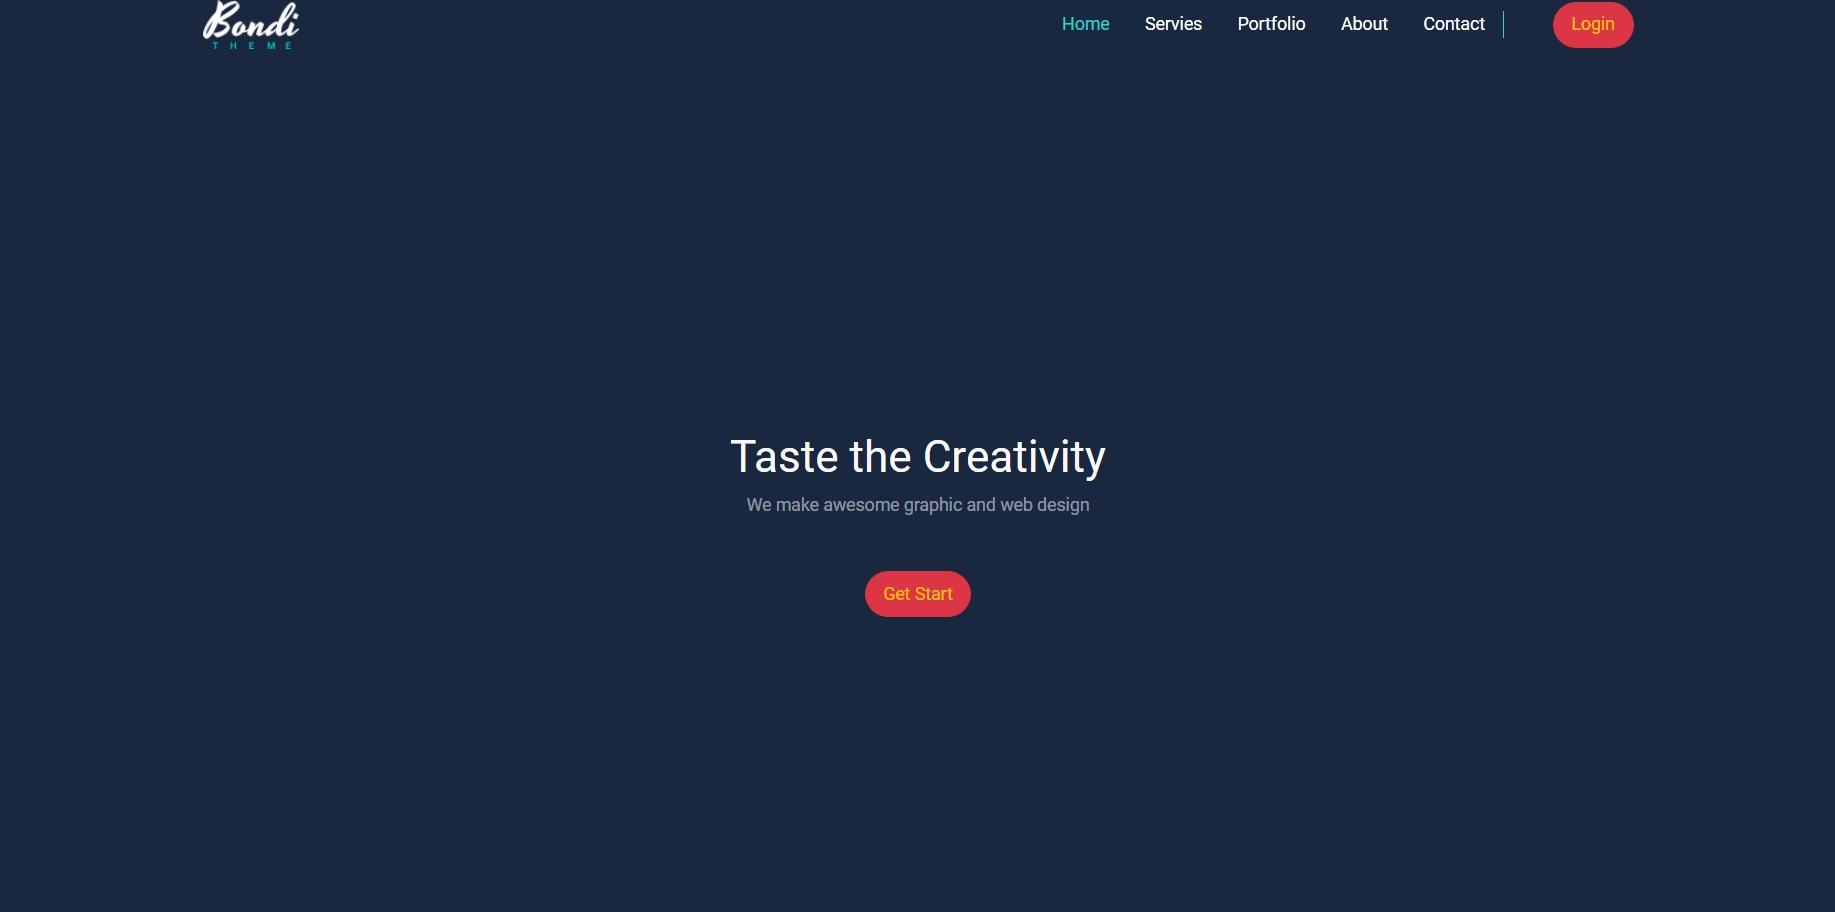 Bondi
THEME
Home Servies Portfolio About Contact Login
Taste the Creativity
We make awesome graphic and web design
Get Start